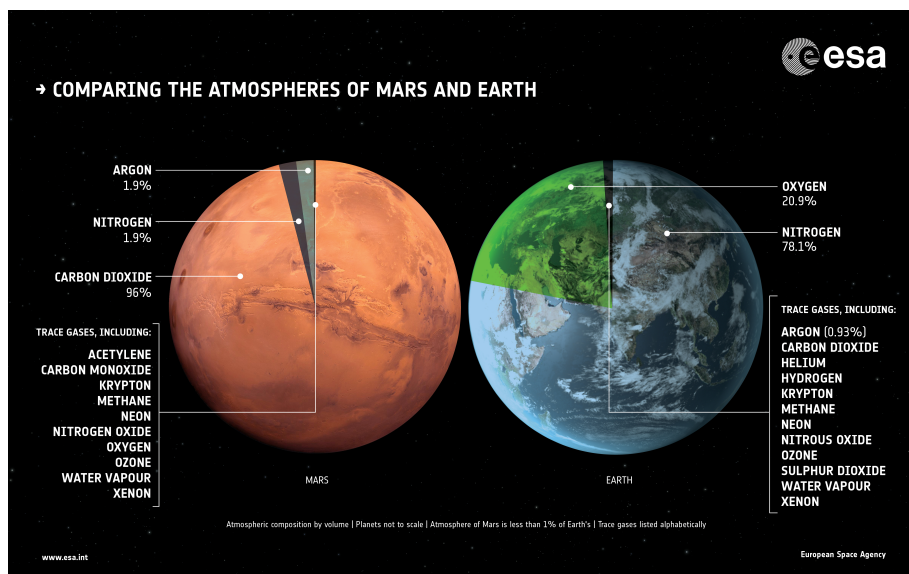 esa
→ COMPARING THE ATMOSPHERES OF MARS AND EARTH
ARGON
1.9%
NITROGEN
1.9%
CARBON DIOXIDE
96%
TRACE GASES, INCLUDING:
ACETYLENE
CARBON MONOXIDE
KRYPTON
METHANE
NEON
NITROGEN OXIDE
OXYGEN
OZONE
WATER VAPOUR
XENON
MARS
OXYGEN
20.9%
NITROGEN
78.1%
TRACE GASES, INCLUDING:
ARGON (0.93%)
CARBON DIOXIDE
HELIUM
HYDROGEN
KRYPTON
METHANE
NEON
NITROUS OXIDE
OZONE
SULPHUR DIOXIDE
WATER VAPOUR
XENON
EARTH
Atmospheric composition by volume | Planets not to scale | Atmosphere of Mars is less than 1% of Earth's | Trace gases listed alphabetically
www.esa.int
European Space Agency